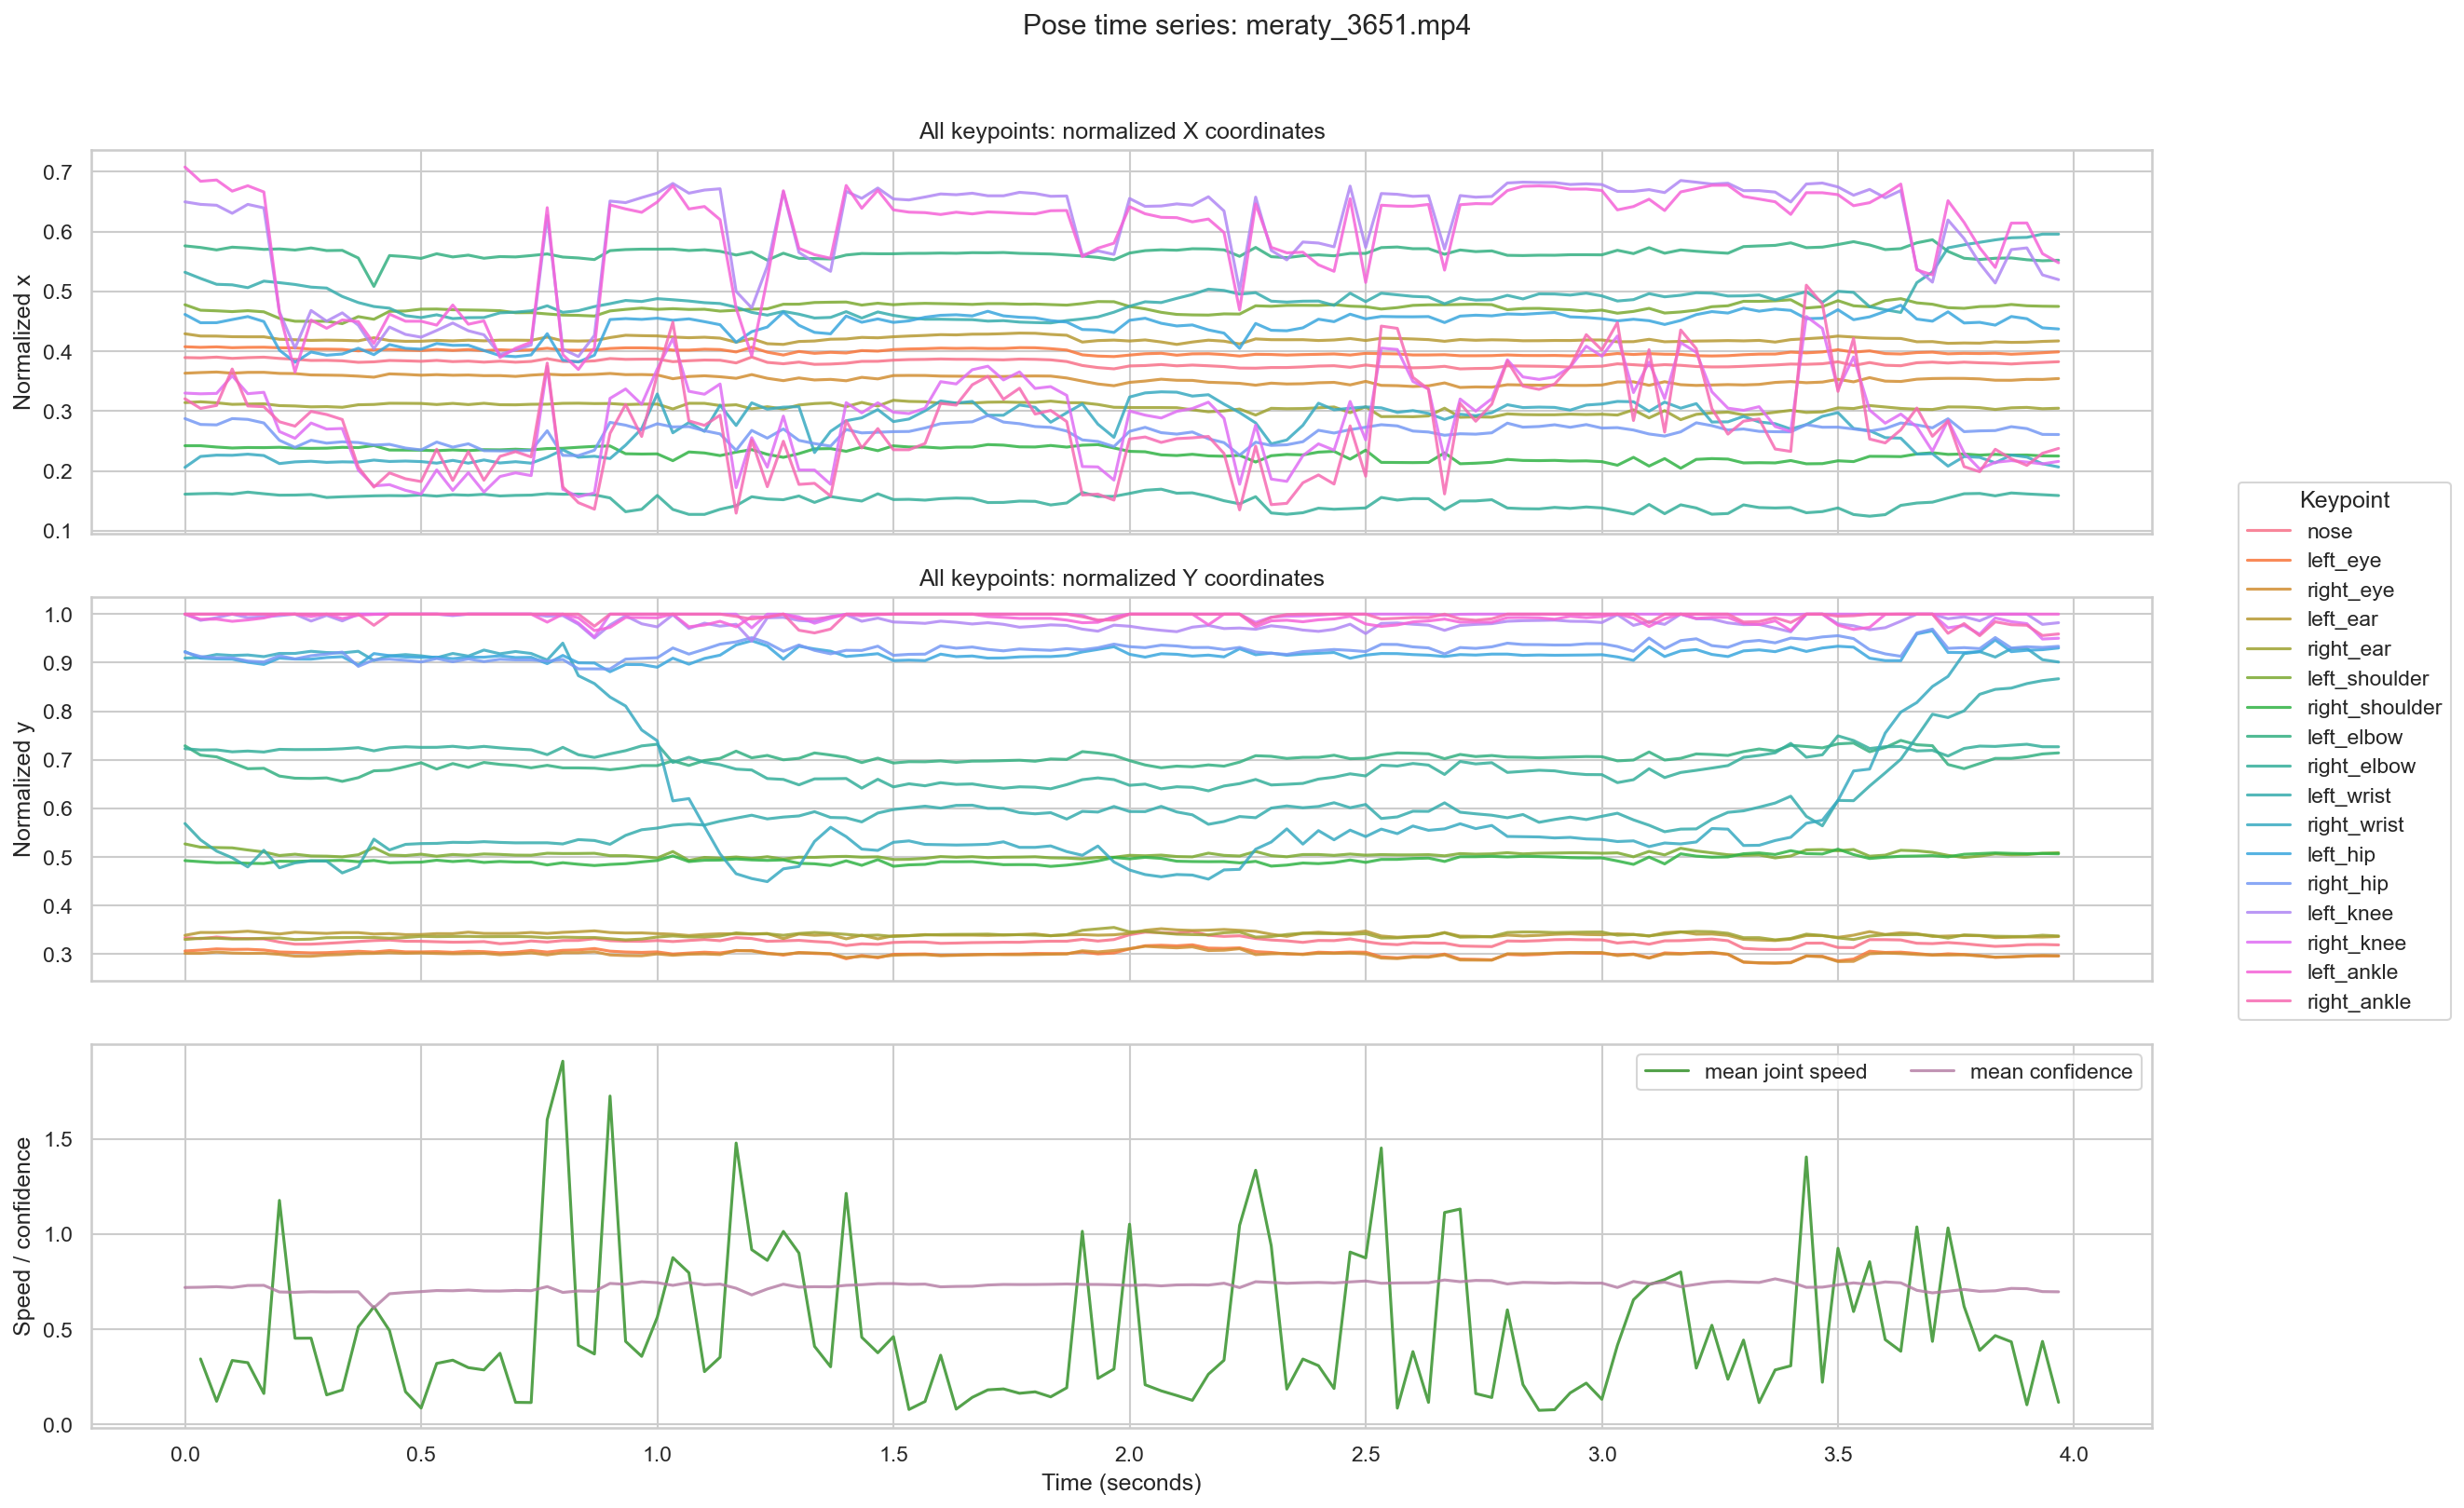 Pose time series: meraty_3651.mp4
All keypoints: normalized X coordinates
Normalized x
0.7
0.6
0.5
0.4
0.3
0.2
0.1
All keypoints: normalized Y coordinates
Normalized y
1.0
0.9
0.8
0.7
0.6
0.5
0.4
0.3
Keypoint
nose
left_eye
right_eye
left_ear
right_ear
left_shoulder
right_shoulder
left_elbow
right_elbow
left_wrist
right_wrist
left_hip
right_hip
left_knee
right_knee
left_ankle
right_ankle
mean joint speed mean confidence
Speed / confidence
1.5
1.0
0.5
0.0
0.0 0.5 1.0 1.5 2.0 2.5 3.0 3.5 4.0
Time (seconds)